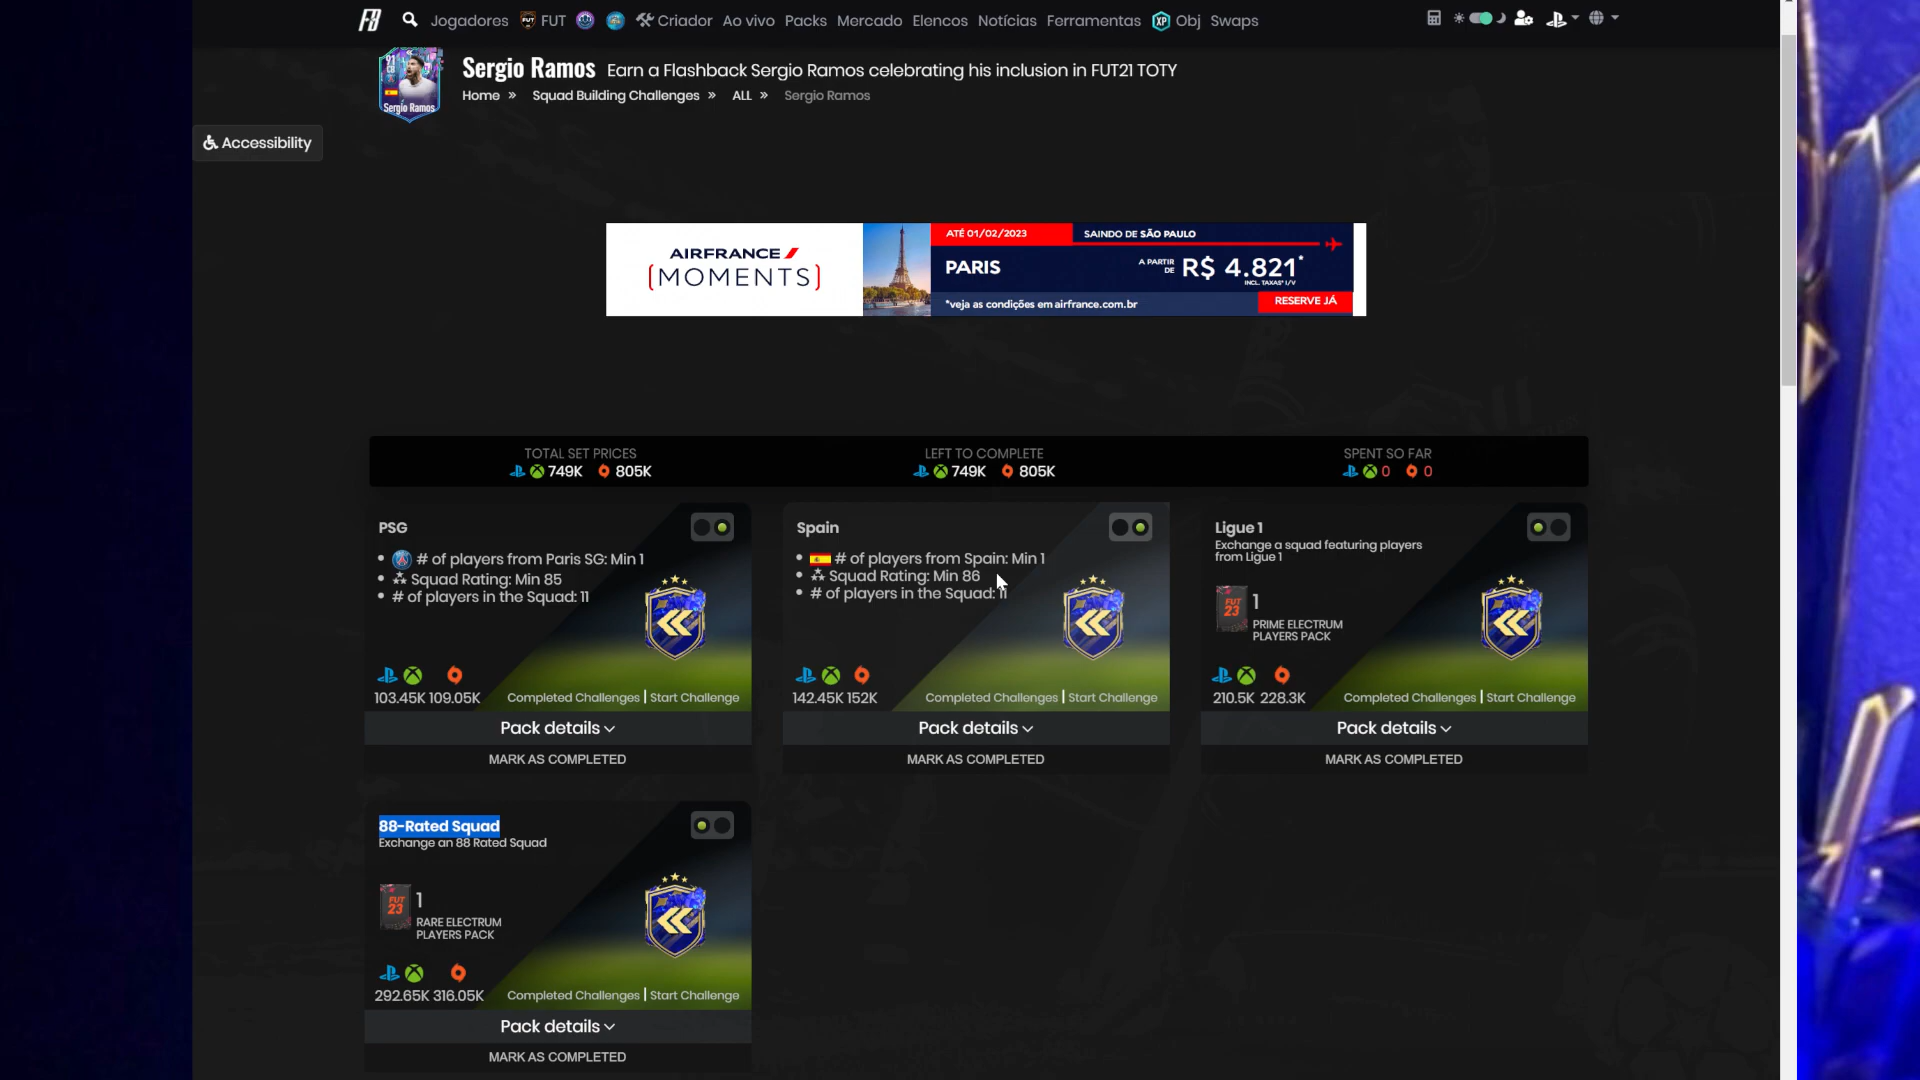 Jogadores FUT Criador Ao vivo Packs Mercado Elencos Notícias Ferramentas XP Obj Swaps
91
CB
Sergio Ramos
Sergio Ramos Earn a Flashback Sergio Ramos celebrating his inclusion in FUT21 TOTY
Home » Squad Building Challenges » ALL » Sergio Ramos
Accessibility
AIRFRANCE
[MOMENTS]
ATÉ 01/02/2023 SAINDO DE SÃO PAULO
PARIS A PARTIR DE R$ 4.821*
INCL. TAXAS* I/V
*veja as condições em airfrance.com.br RESERVE JÁ
TOTAL SET PRICES
749K 805K
LEFT TO COMPLETE
749K 805K
SPENT SO FAR
0 0
PSG
# of players from Paris SG: Min 1
Squad Rating: Min 85
# of players in the Squad: 11
103.45K 109.05K Completed Challenges | Start Challenge
Pack details
MARK AS COMPLETED
Spain
# of players from Spain: Min 1
Squad Rating: Min 86
# of players in the Squad: 11
142.45K 152K Completed Challenges | Start Challenge
Pack details
MARK AS COMPLETED
Ligue 1
Exchange a squad featuring players
from Ligue 1
FUT
23
1
PRIME ELECTRUM
PLAYERS PACK
210.5K 228.3K Completed Challenges | Start Challenge
Pack details
MARK AS COMPLETED
88-Rated Squad
Exchange an 88 Rated Squad
FUT
23
1
RARE ELECTRUM
PLAYERS PACK
292.65K 316.05K Completed Challenges | Start Challenge
Pack details
MARK AS COMPLETED